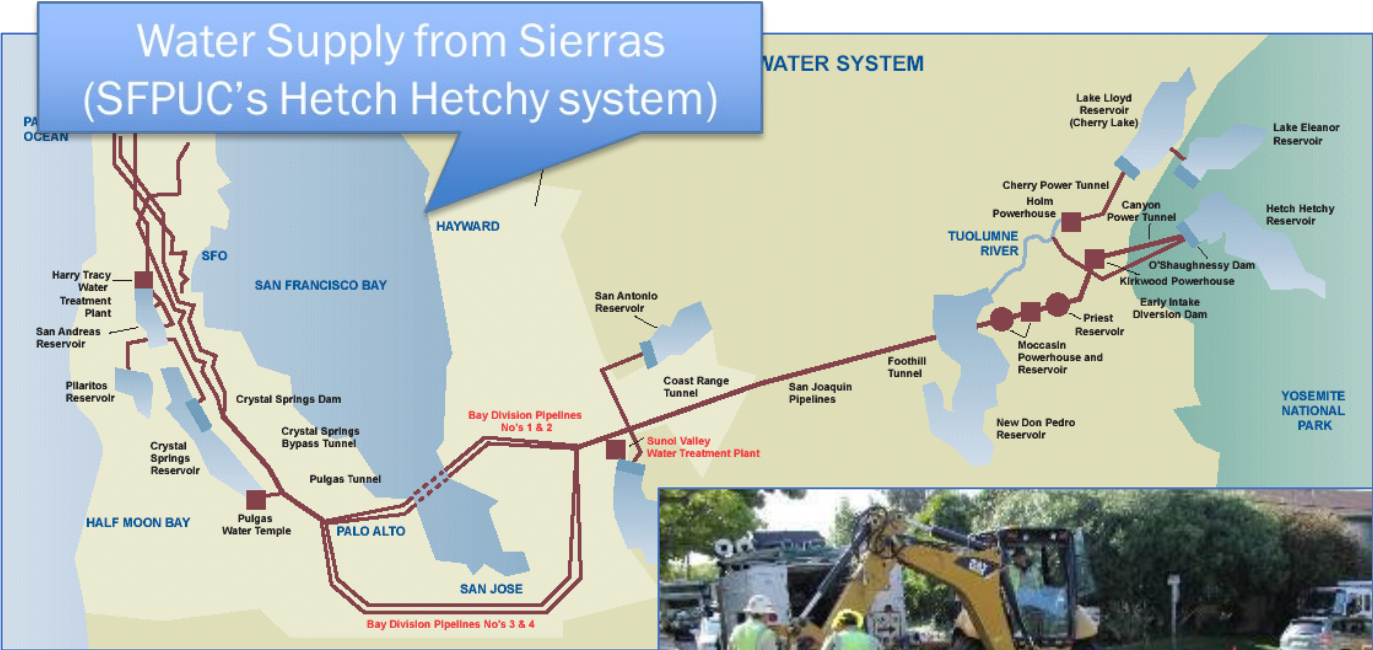 Water Supply from Sierras
(SFPUC's Hetch Hetchy system)
WATER SYSTEM
PA
OCEAN
Lake Lloyd
Reservoir
(Cherry Lake)
Lake Eleanor
Reservoir
Cherry Power Tunnel
Holm
Powerhouse
Canyon
Power Tunnel
Hetch Hetchy
Reservoir
HAYWARD
TUOLUMNE
RIVER
SFO
O'Shaughnessy Dam
Kirkwood Powerhouse
Harry Tracy
Water
Treatment
Plant
SAN FRANCISCO BAY
San Antonio
Reservoir
Early Intake
Diversion Dam
Priest
Reservoir
San Andreas
Reservoir
Moccasin
Powerhouse and
Reservoir
Foothill
Tunnel
Pilaritos
Reservoir
Coast Range
Tunnel
San Joaquin
Pipelines
Crystal Springs Dam
YOSEMITE
NATIONAL
PARK
Bay Division Pipelines
No's 1 & 2
New Don Pedro
Reservoir
Crystal Springs
Bypass Tunnel
Sunol Valley
Water Treatment Plant
Crystal
Springs
Reservoir
Pulgas Tunnel
HALF MOON BAY
Pulgas
Water Temple
PALO ALTO
SAN JOSE
Bay Division Pipelines No's 3 & 4
CAT